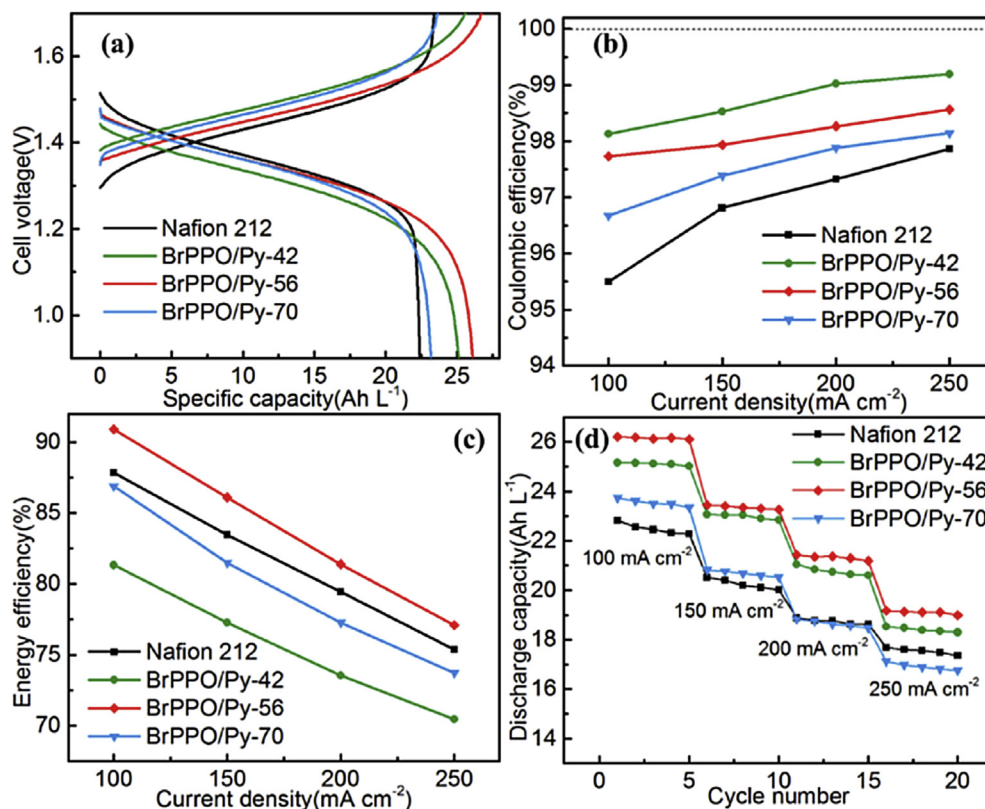 (a)
Cell voltage(V)
1.6
1.4
1.2
1.0
Nafion 212
BrPPO/Py-42
BrPPO/Py-56
BrPPO/Py-70
0 5 10 15 20 25
Specific capacity(Ah L⁻¹)
(b)
Coulombic efficiency(%)
100
99
98
97
96
95
94
Nafion 212
BrPPO/Py-42
BrPPO/Py-56
BrPPO/Py-70
100 150 200 250
Current density(mA cm⁻²)
(c)
Energy efficiency(%)
90
85
80
75
70
Nafion 212
BrPPO/Py-42
BrPPO/Py-56
BrPPO/Py-70
100 150 200 250
Current density(mA cm⁻²)
(d)
Discharge capacity(Ah L⁻¹)
26
24
22
20
18
16
14
Nafion 212
BrPPO/Py-42
BrPPO/Py-56
BrPPO/Py-70
100 mA cm⁻²
150 mA cm⁻²
200 mA cm⁻²
250 mA cm⁻²
0 5 10 15 20
Cycle number